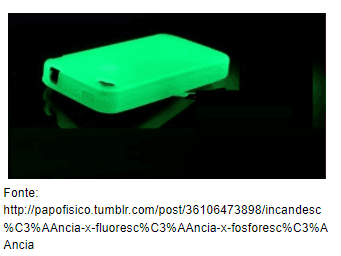 Fonte:
http://papofisico.tumblr.com/post/36106473898/incandesc
%C3%AAncia-x-fluoresc%C3%AAncia-x-fosforesc%C3%A
Ancia